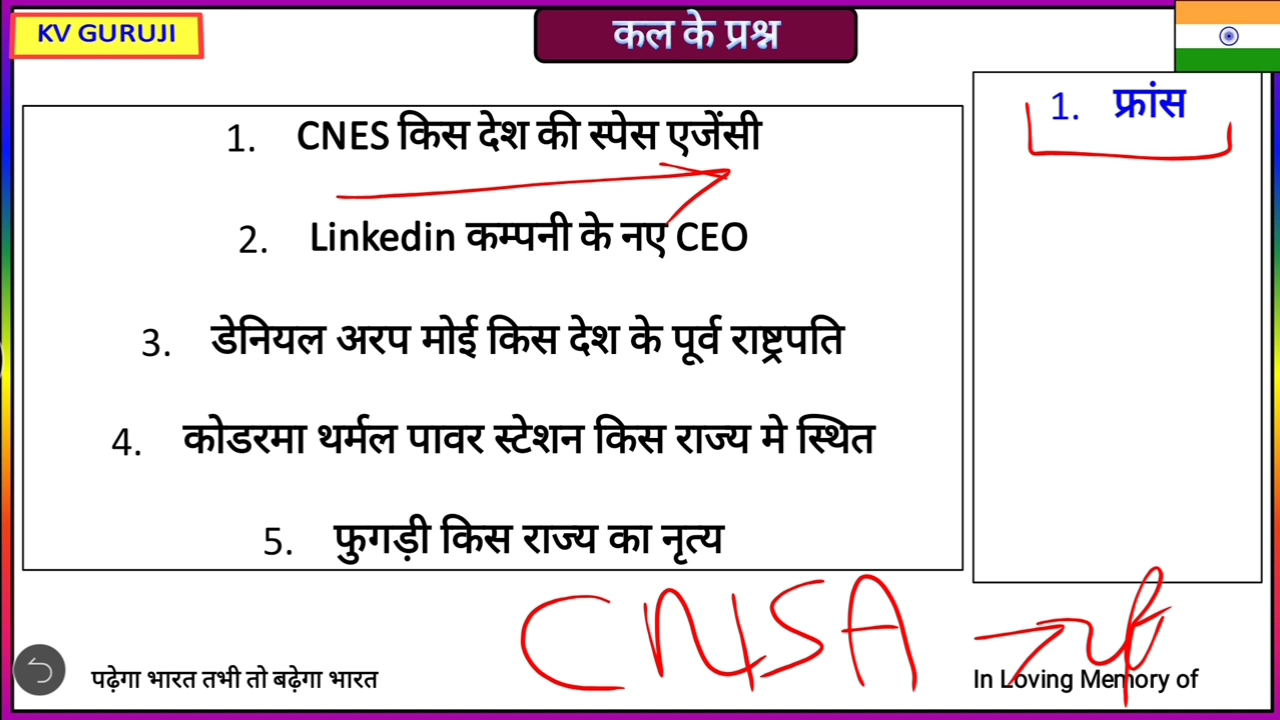 KV GURUJI
कल के प्रश्न
1. CNES किस देश की स्पेस एजेंसी
2. Linkedin कम्पनी के नए CEO
3. डेनियल अरप मोई किस देश के पूर्व राष्ट्रपति
4. कोडरमा थर्मल पावर स्टेशन किस राज्य मे स्थित
5. फुगड़ी किस राज्य का नृत्य
1. फ्रांस
CNSA
पढ़ेगा भारत तभी तो बढ़ेगा भारत
In Loving Memory of